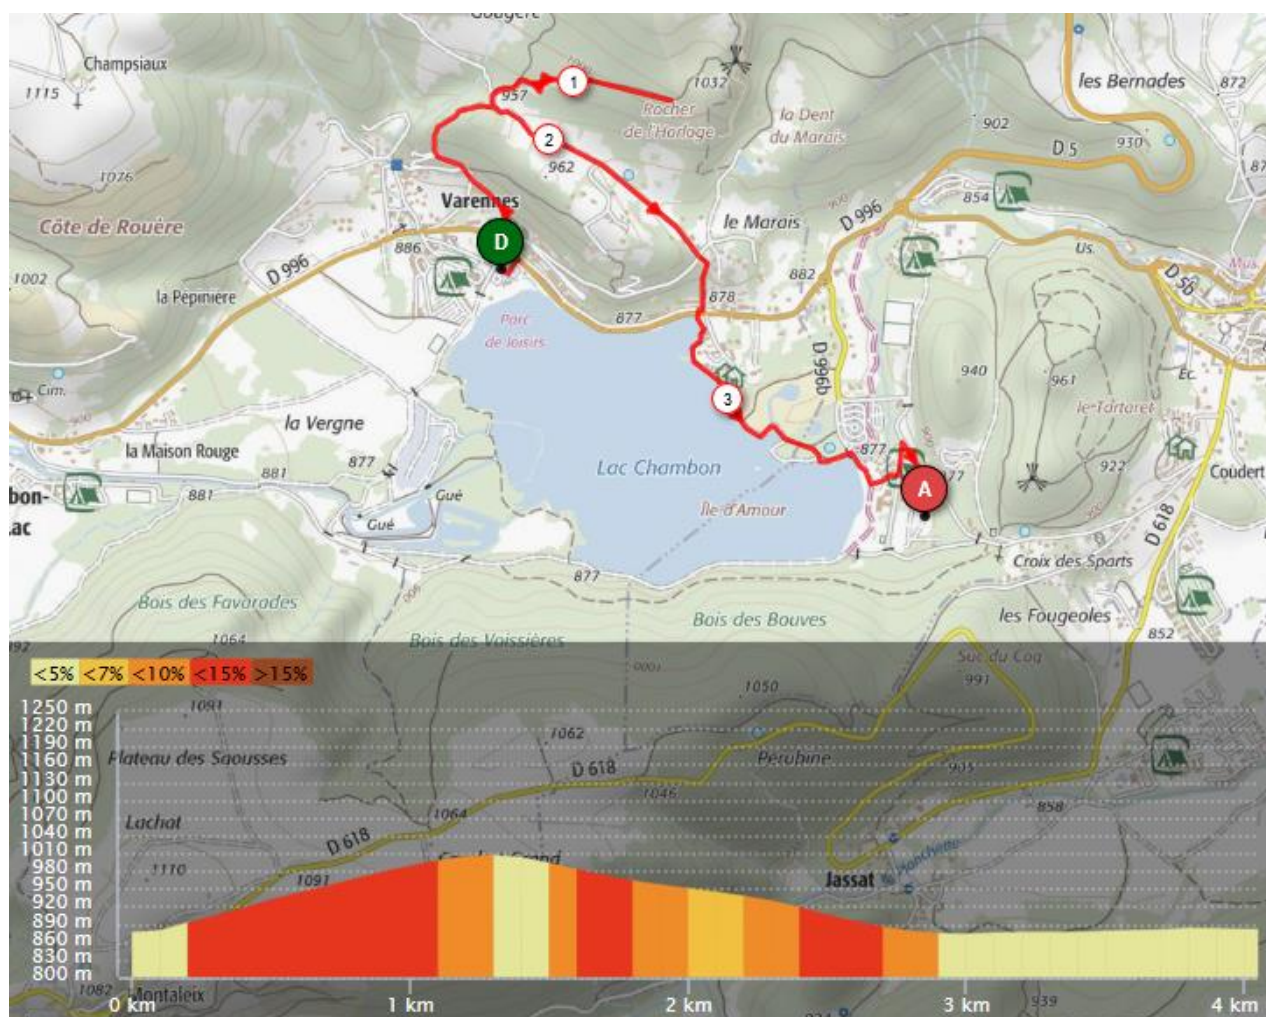 Champsiaux
1115
1076
Côte de Rouère
1002
957
1
1032
Rocher
de l'Horloge
2
962
la Dent
du Marais
902
les Bernades
872
930
D 5
Varennes
D
886
le Marais
D 996
854
Us.
D 5b
Mus.
D 996
la Pépinière
882
878
877
Parc
de loisirs
D 996b
940
961
Ec.
le Tartaret
Cim.
la Vergne
3
la Maison Rouge
877
881
881
Gué
Gué
Lac Chambon
877
Île d'Amour
A
922
Coudert
D 618
877
Croix des Sparts
Bois des Favarades
1064
Bois des Voissières
Bois des Bouves
les Fougeoles
852
<5% <7% <10% <15% >15%
Suc du Coq
991
1091
1050
1062
Plateau des Saousses
Pérubine
905
D 618
1046
858
1064
Lachat
D 618
1110
1091
Jassat
1082
Montaleix
939
1250 m
1220 m
1190 m
1160 m
1130 m
1100 m
1070 m
1040 m
1010 m
980 m
950 m
920 m
890 m
860 m
830 m
800 m
0 km
1 km
2 km
3 km
4 km